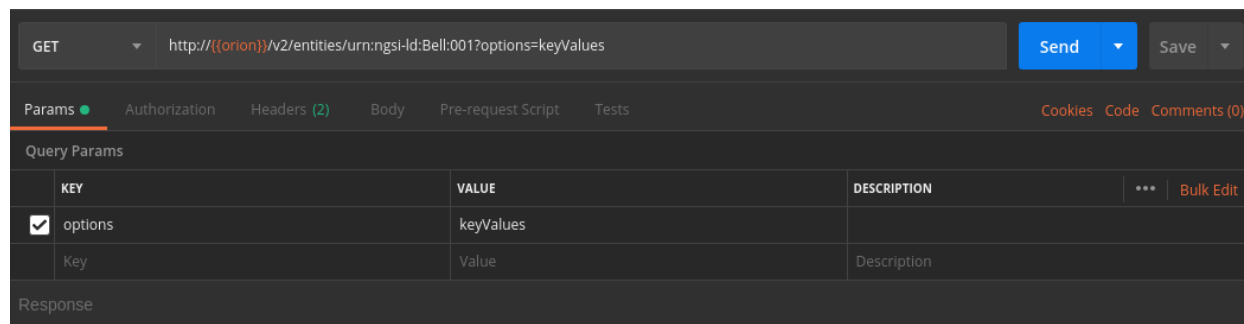 GET http://{{orion}}/v2/entities/urn:ngsi-ld:Bell:001?options=keyValues Send Save
Params Authorization Headers (2) Body Pre-request Script Tests Cookies Code Comments (0)
Query Params
KEY VALUE DESCRIPTION ••• Bulk Edit
options keyValues
Key Value Description
Response